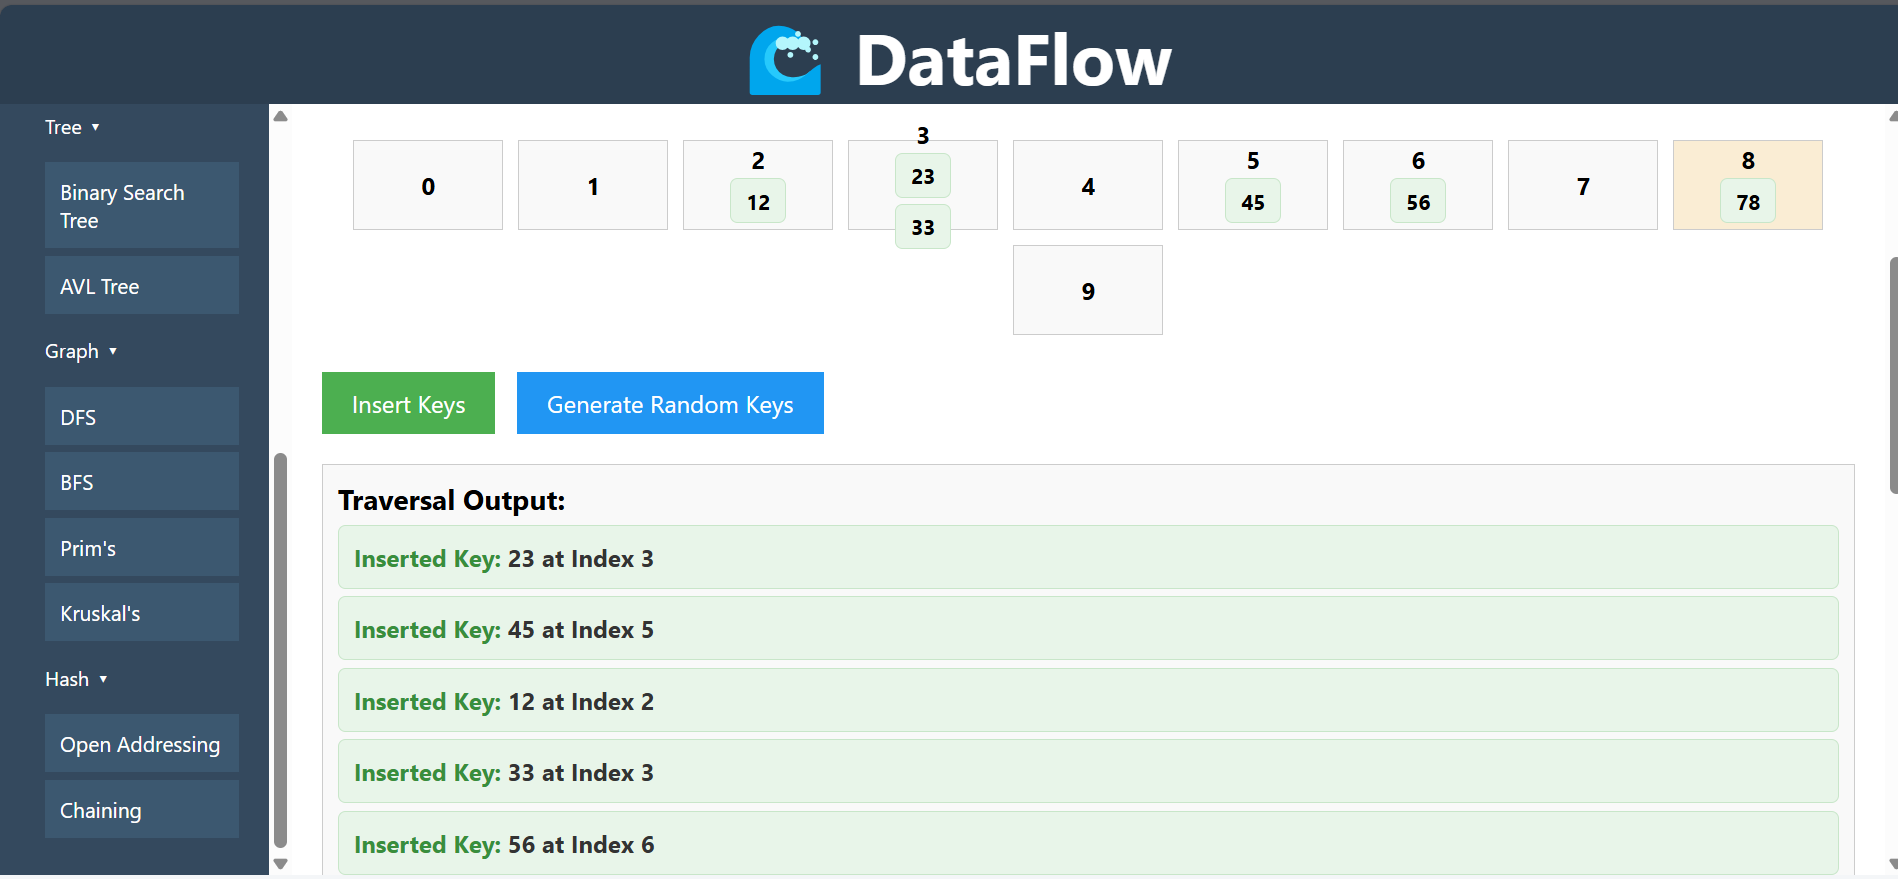 DataFlow
Tree ▼
Binary Search
Tree
AVL Tree
Graph ▼
DFS
BFS
Prim's
Kruskal's
Hash ▼
Open Addressing
Chaining
0
1
2
12
3
23
33
4
5
45
6
56
7
8
78
9
Insert Keys
Generate Random Keys
Traversal Output:
Inserted Key: 23 at Index 3
Inserted Key: 45 at Index 5
Inserted Key: 12 at Index 2
Inserted Key: 33 at Index 3
Inserted Key: 56 at Index 6